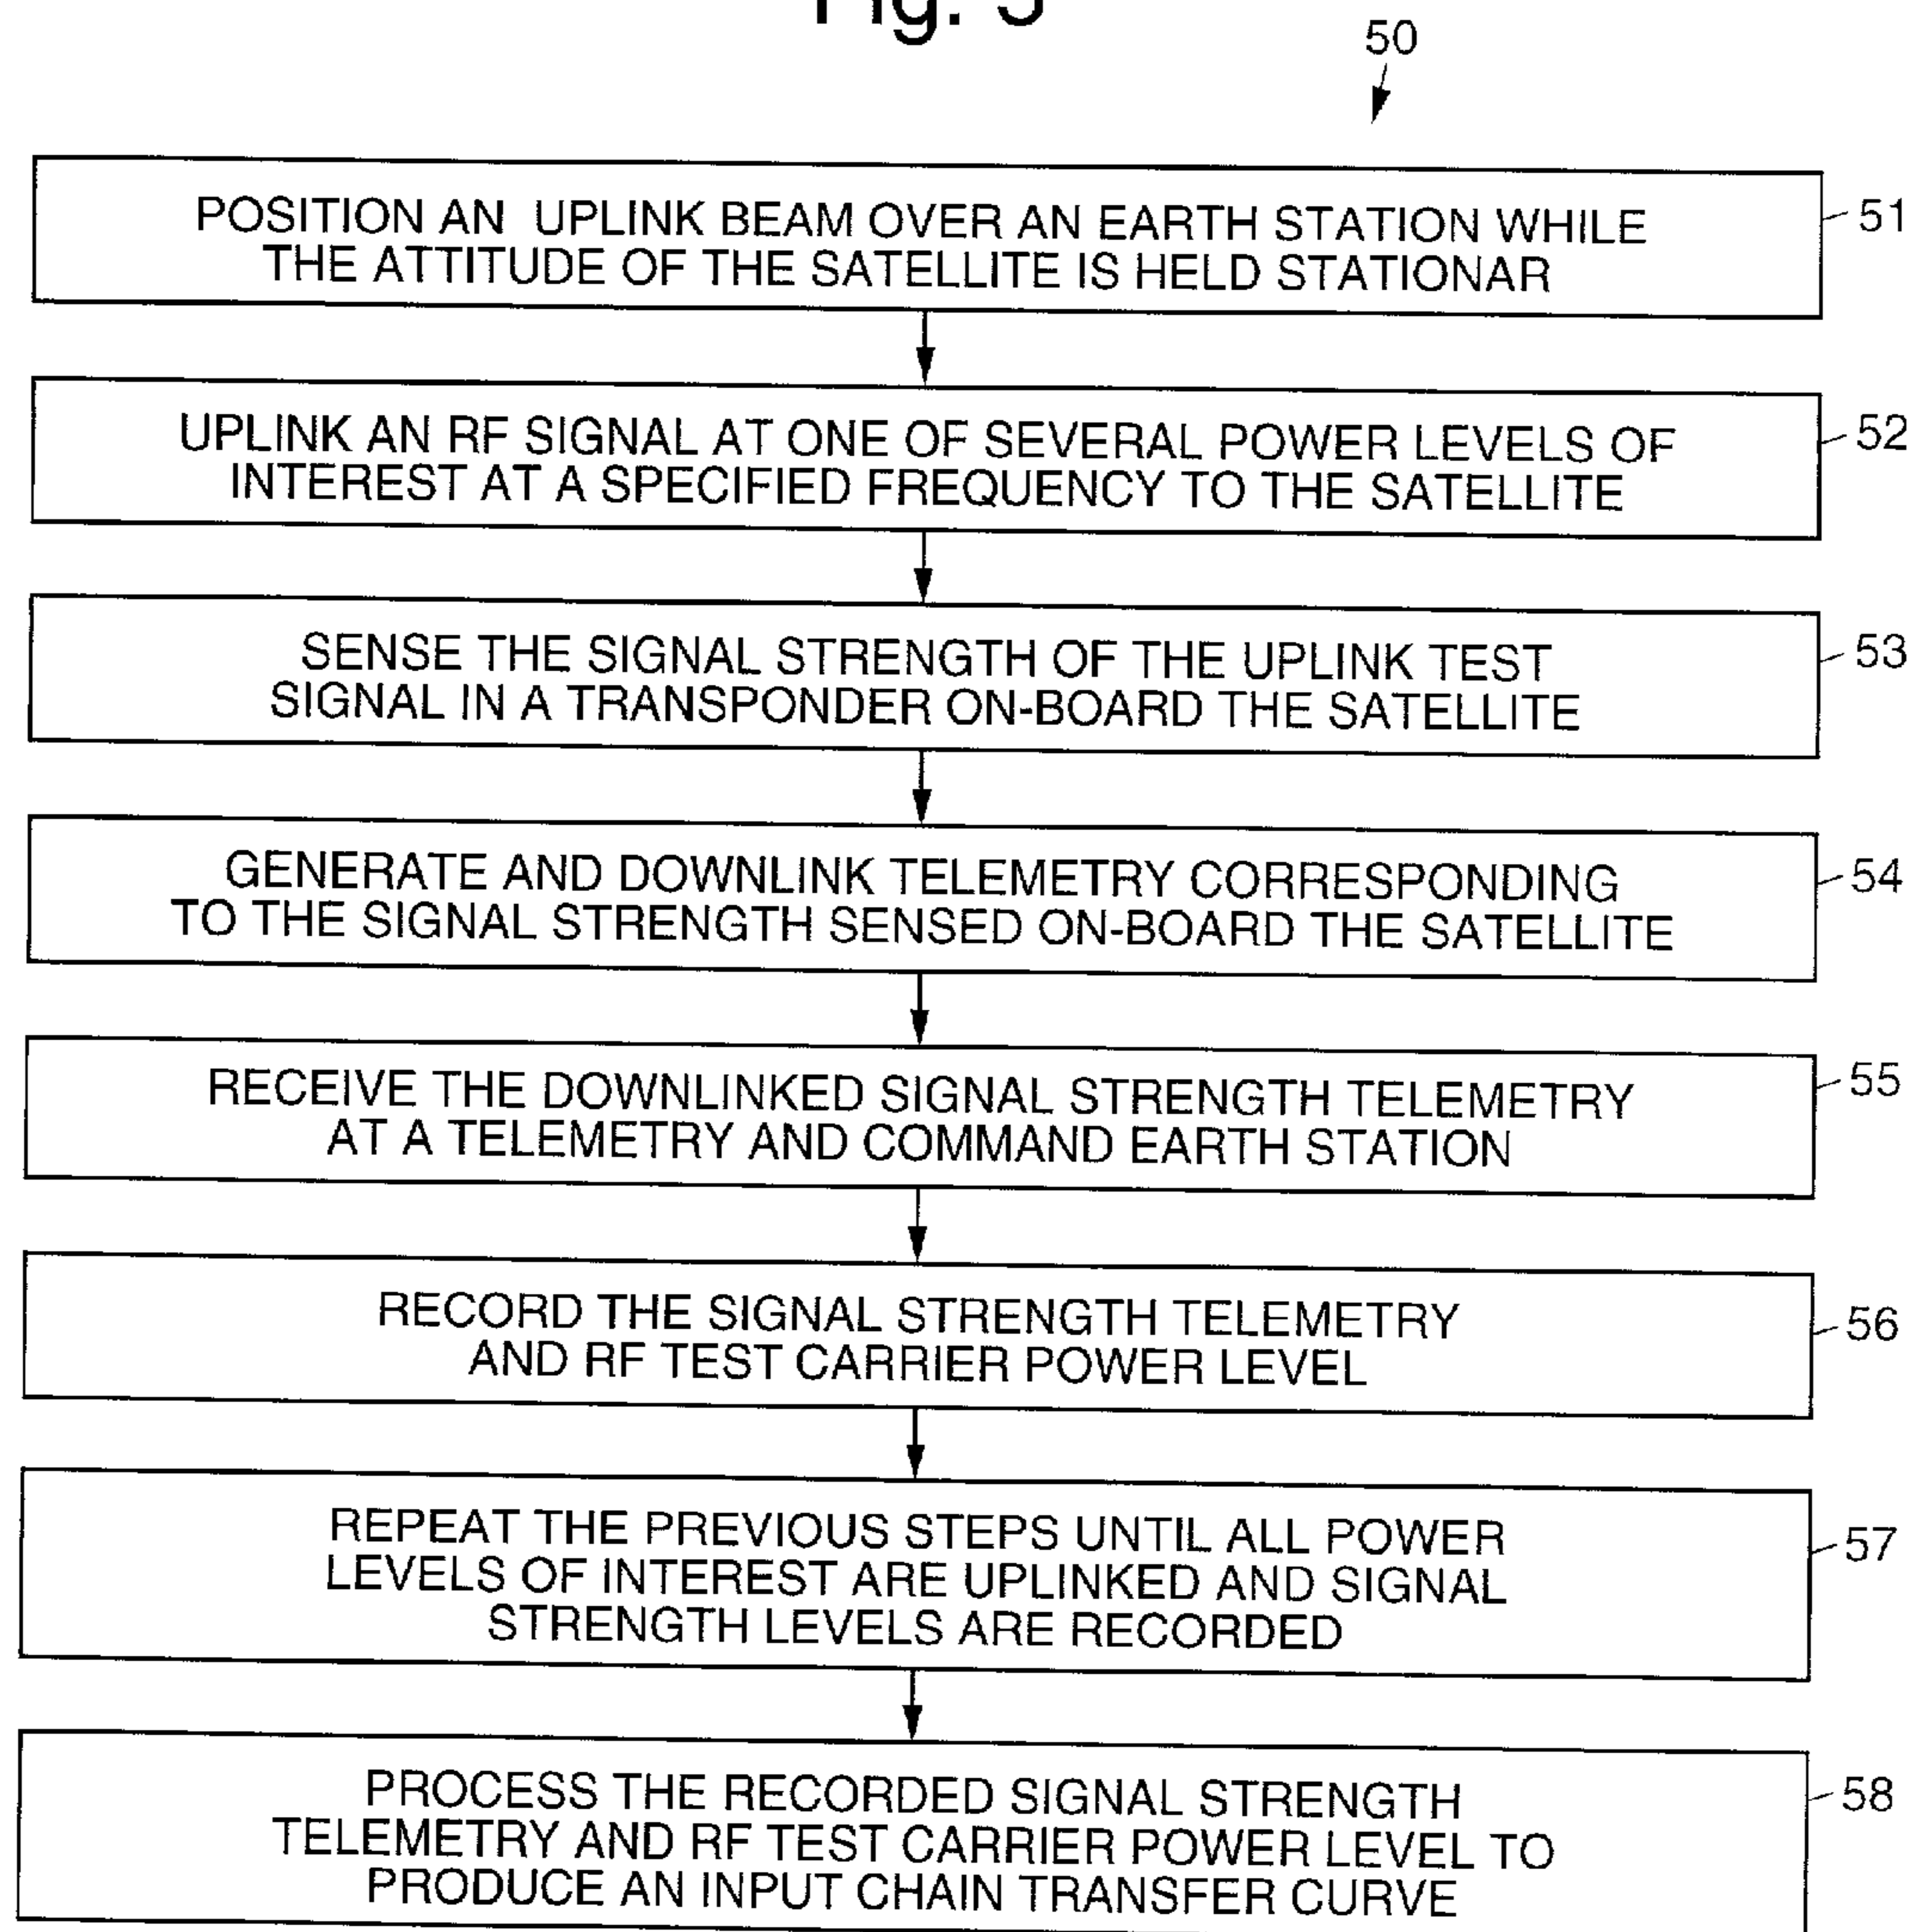 Fig. 5
50
POSITION AN UPLINK BEAM OVER AN EARTH STATION WHILE
THE ATTITUDE OF THE SATELLITE IS HELD STATIONAR
51
UPLINK AN RF SIGNAL AT ONE OF SEVERAL POWER LEVELS OF
INTEREST AT A SPECIFIED FREQUENCY TO THE SATELLITE
52
SENSE THE SIGNAL STRENGTH OF THE UPLINK TEST
SIGNAL IN A TRANSPONDER ON-BOARD THE SATELLITE
53
GENERATE AND DOWNLINK TELEMETRY CORRESPONDING
TO THE SIGNAL STRENGTH SENSED ON-BOARD THE SATELLITE
54
RECEIVE THE DOWNLINKED SIGNAL STRENGTH TELEMETRY
AT A TELEMETRY AND COMMAND EARTH STATION
55
RECORD THE SIGNAL STRENGTH TELEMETRY
AND RF TEST CARRIER POWER LEVEL
56
REPEAT THE PREVIOUS STEPS UNTIL ALL POWER
LEVELS OF INTEREST ARE UPLINKED AND SIGNAL
STRENGTH LEVELS ARE RECORDED
57
PROCESS THE RECORDED SIGNAL STRENGTH
TELEMETRY AND RF TEST CARRIER POWER LEVEL TO
PRODUCE AN INPUT CHAIN TRANSFER CURVE
58